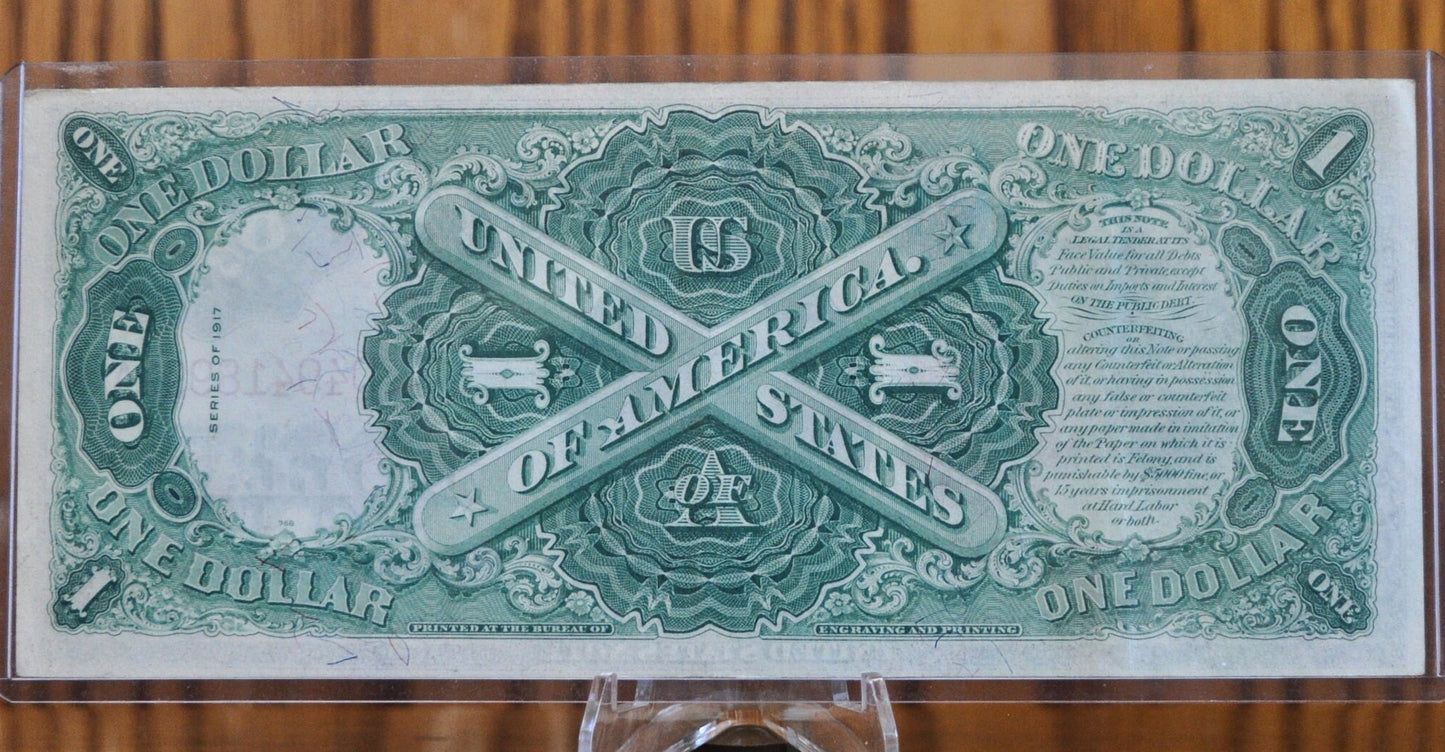 ONE
ONE DOLLAR
ONE
SERIES OF 1917
768
ONE DOLLAR
1
US
UNITED
STATES
OF AMERICA.
1
1
OF
A
PRINTED AT THE BUREAU OF
ENGRAVING AND PRINTING
ONE DOLLAR
1
THIS NOTE
IS A
LEGAL TENDER AT ITS
Face Value for all Debts
Public and Private, except
Duties on Imports and Interest
ON THE PUBLIC DEBT.
COUNTERFEITING
or
altering this Note or passing
any Counterfeit or Alteration
of it, or having in possession
any false or counterfeit
plate or impression of it, or
any paper made in imitation
of the Paper on which it is
printed is Felony, and is
punishable by $5000 fine, or
15 years imprisonment
at Hard Labor
or both.
ONE
ONE DOLLAR
ONE